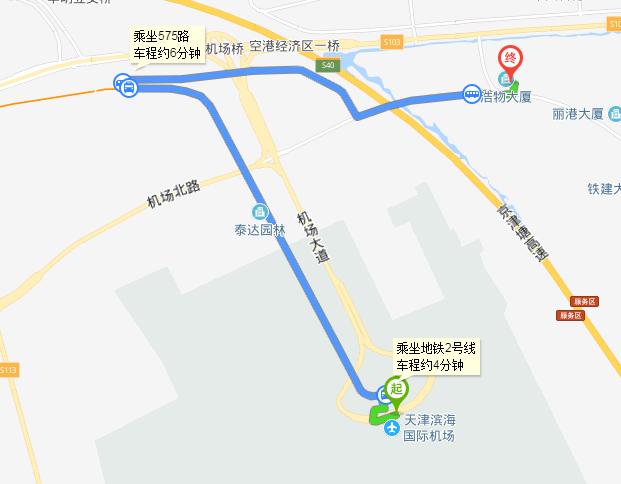 乘坐575路
车程约6分钟
机场桥
空港经济区一桥
S103
S40
终
浩物大厦
丽港大厦
铁建大
机场北路
泰达园林
机场大道
京津塘高速
服务区
服务区
S113
乘坐地铁2号线
车程约4分钟
起
天津滨海
国际机场